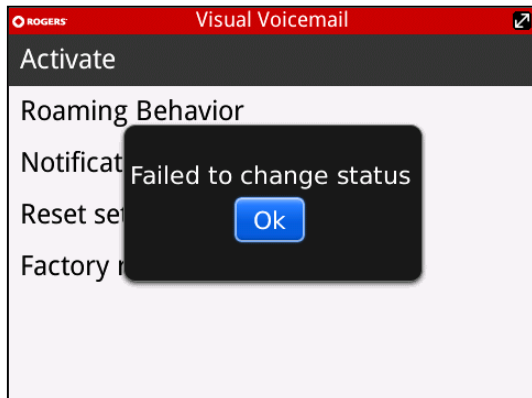 ROGERS Visual Voicemail
Activate
Roaming Behavior
Notificat
Failed to change status
Reset se
Ok
Factory r